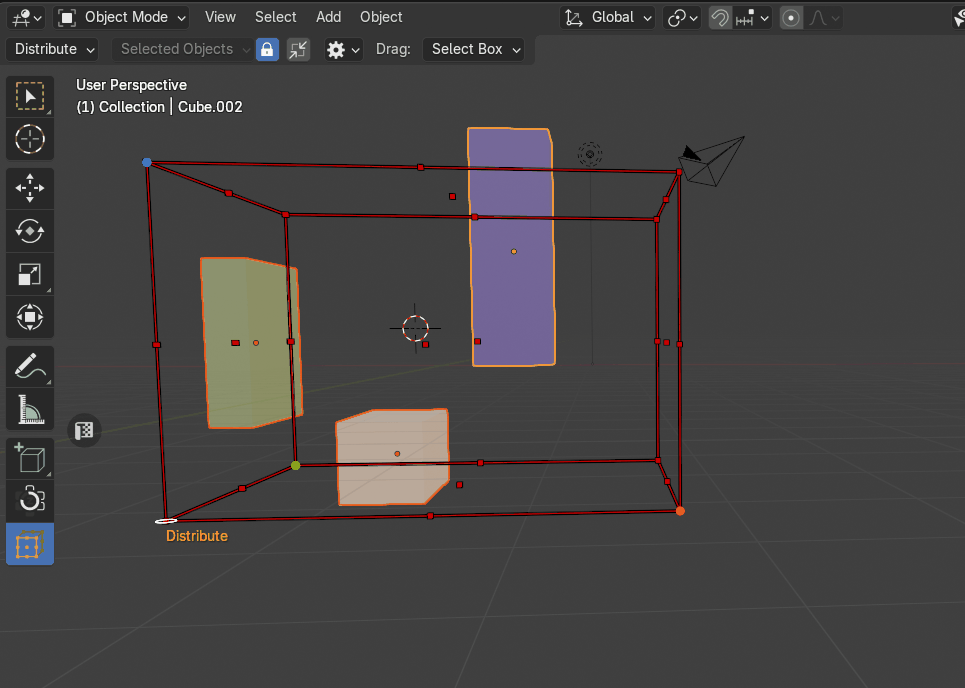 Object Mode View Select Add Object Global
Distribute Selected Objects Drag: Select Box
User Perspective
(1) Collection | Cube.002
Distribute